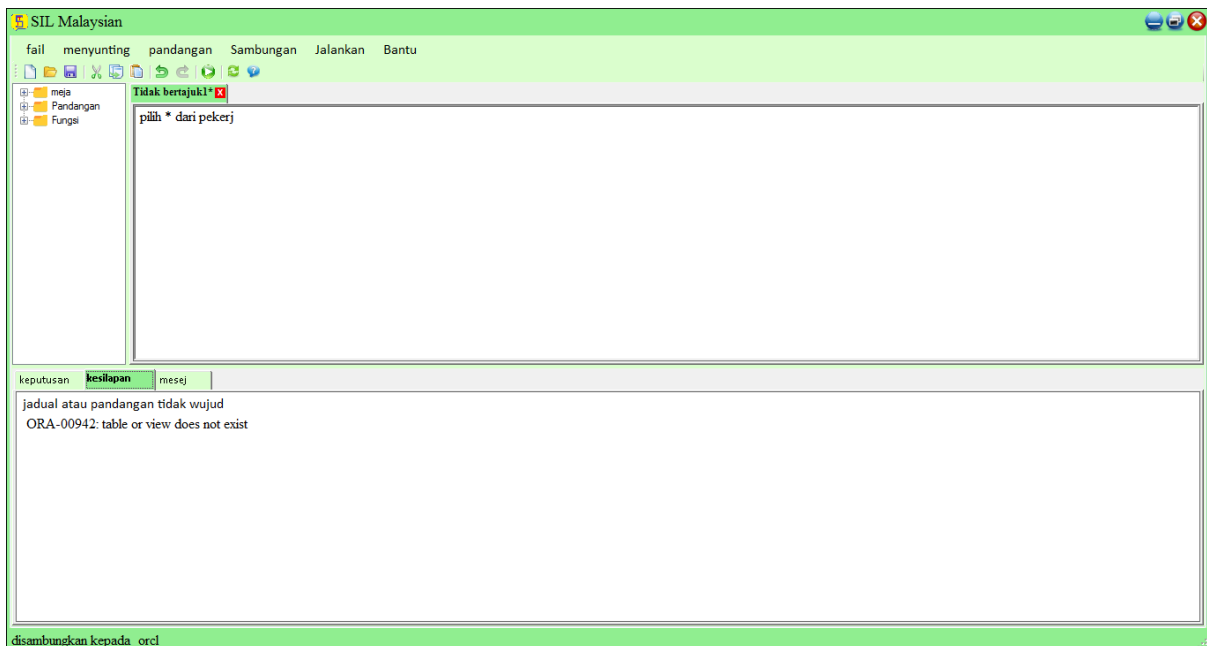 SIL Malaysian
fail menyunting pandangan Sambungan Jalankan Bantu
meja
Pandangan
Fungsi
Tidak bertajuk1*
pilih * dari pekerj
keputusan kesilapan mesej
jadual atau pandangan tidak wujud
ORA-00942: table or view does not exist
disambungkan kepada orcl